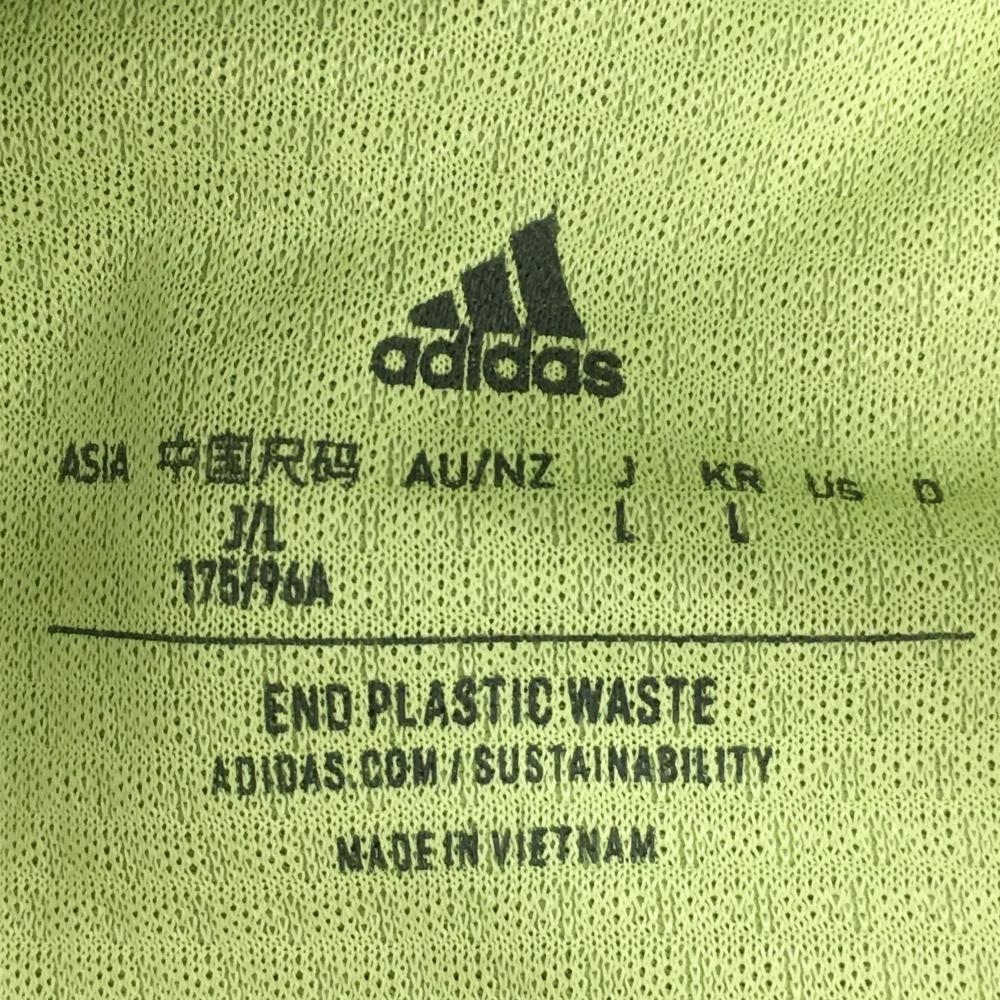 adidas
ASIA 中国尺码 AU/NZ J KR US D
J/L L L
175/96A
END PLASTIC WASTE
ADIDAS.COM / SUSTAINABILITY
MADE IN VIETNAM